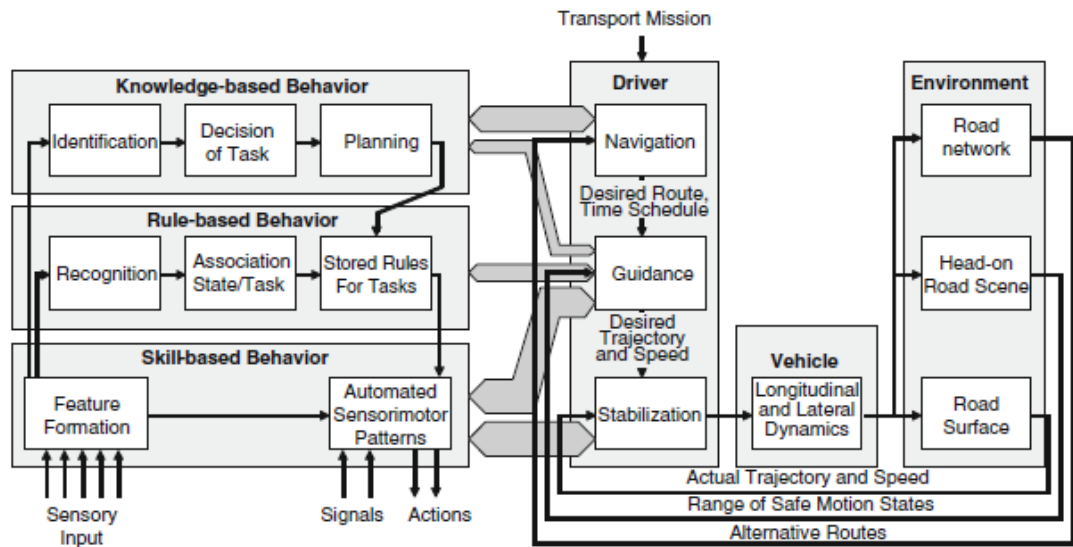 Transport Mission
Knowledge-based Behavior
Identification
Decision
of Task
Planning
Rule-based Behavior
Recognition
Association
State/Task
Stored Rules
For Tasks
Skill-based Behavior
Feature
Formation
Automated
Sensorimotor
Patterns
Sensory
Input
Signals
Actions
Driver
Navigation
Desired Route,
Time Schedule
Guidance
Desired
Trajectory
and Speed
Stabilization
Vehicle
Longitudinal
and Lateral
Dynamics
Environment
Road
network
Head-on
Road Scene
Road
Surface
Actual Trajectory and Speed
Range of Safe Motion States
Alternative Routes